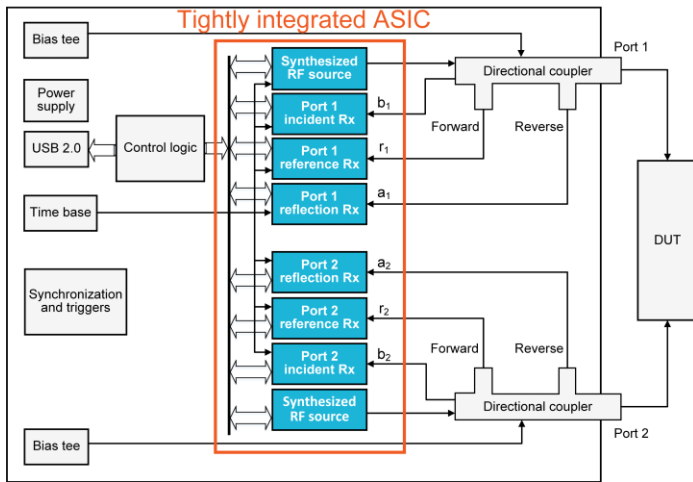 Tightly integrated ASIC
Bias tee
Port 1
Synthesized
RF source
Directional coupler
Power
supply
b₁
Port 1
incident Rx
Forward
Reverse
USB 2.0
Control logic
r₁
Port 1
reference Rx
a₁
Port 1
reflection Rx
Time base
DUT
a₂
Port 2
reflection Rx
Synchronization
and triggers
r₂
Port 2
reference Rx
Forward
Reverse
b₂
Port 2
incident Rx
Synthesized
RF source
Directional coupler
Bias tee
Port 2